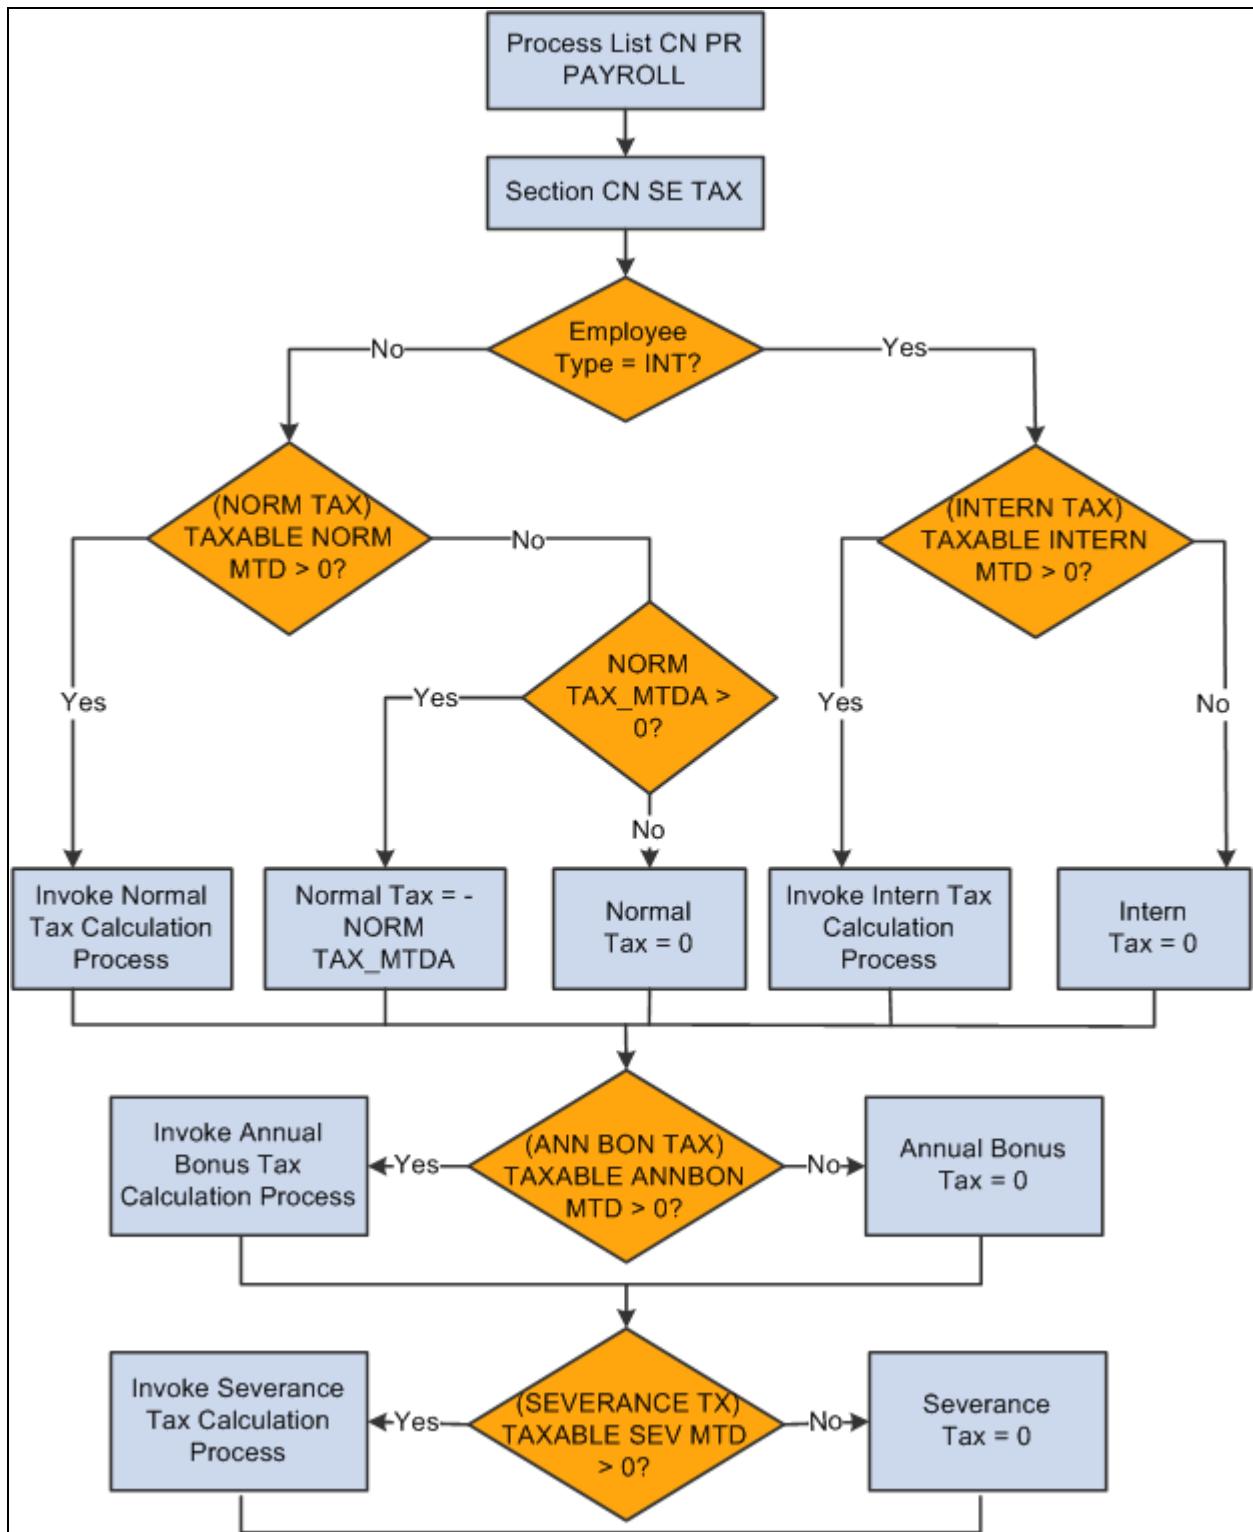 Process List CN PR
PAYROLL
Section CN SE TAX
Employee
Type = INT?
No
Yes
(NORM TAX)
TAXABLE NORM
MTD > 0?
No
(INTERN TAX)
TAXABLE INTERN
MTD > 0?
Yes
NORM
TAX_MTDA >
0?
Yes
Yes
No
No
Invoke Normal
Tax Calculation
Process
Normal Tax = -
NORM
TAX_MTDA
Normal
Tax = 0
Invoke Intern Tax
Calculation
Process
Intern
Tax = 0
Invoke Annual
Bonus Tax
Calculation Process
Yes
(ANN BON TAX)
TAXABLE ANNBON
MTD > 0?
No
Annual Bonus
Tax = 0
Invoke Severance
Tax Calculation
Process
Yes
(SEVERANCE TX)
TAXABLE SEV MTD
> 0?
No
Severance
Tax = 0